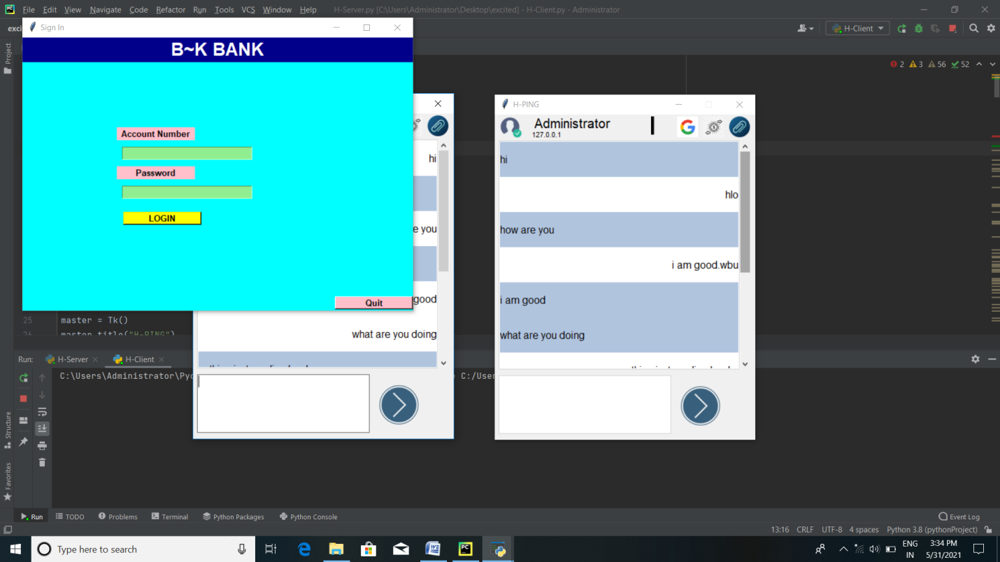 File Edit View Navigate Code Refactor Run Tools VCS Window Help H-Server.py [C:\Users\Administrator\Desktop\excited] - H-Client.py - Administrator
Sign In
H-Client
B~K BANK
Project
2 3 56 52
Account Number
Password
LOGIN
Quit
hi
e you
good
what are you doing
H-PING
Administrator
127.0.0.1
hi
hlo
how are you
i am good.wbu
i am good
what are you doing
25 master = Tk()
26 master.title("H-PING")
Run: H-Server H-Client
C:\Users\Administrator\Pyc C:/User
Structure
Favorites
Run TODO Problems Terminal Python Packages Python Console Event Log
13:16 CRLF UTF-8 4 spaces Python 3.8 (pythonProject)
Type here to search
ENG
IN
3:34 PM
5/31/2021